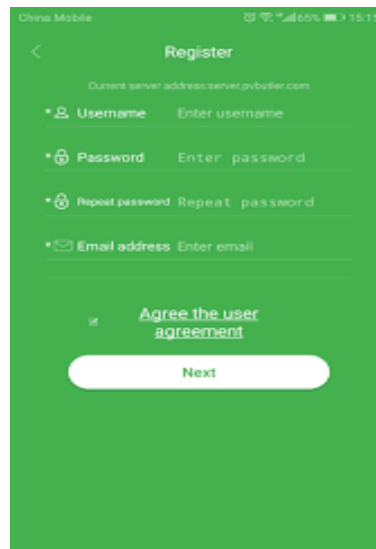 China Mobile 65% 15:15
Register
Current server address:server.pvbutler.com
* Username Enter username
* Password Enter password
* Repeat password Repeat password
* Email address Enter email
Agree the user
agreement
Next